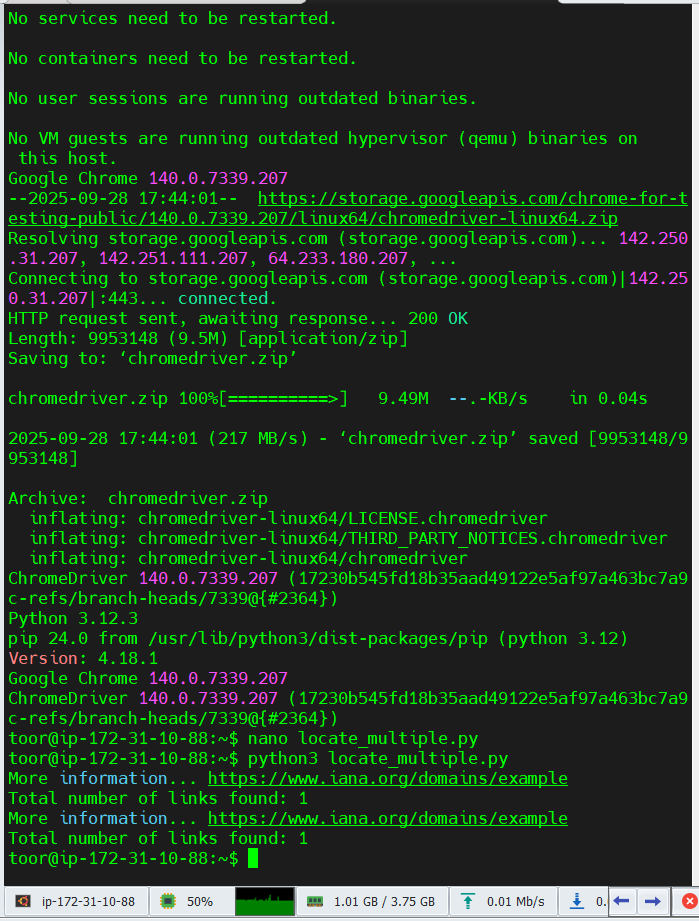 No services need to be restarted.
No containers need to be restarted.
No user sessions are running outdated binaries.
No VM guests are running outdated hypervisor (qemu) binaries on
 this host.
Google Chrome 140.0.7339.207
--2025-09-28 17:44:01--  https://storage.googleapis.com/chrome-for-t
esting-public/140.0.7339.207/linux64/chromedriver-linux64.zip
Resolving storage.googleapis.com (storage.googleapis.com)... 142.250
.31.207, 142.251.111.207, 64.233.180.207, ...
Connecting to storage.googleapis.com (storage.googleapis.com)|142.25
0.31.207|:443... connected.
HTTP request sent, awaiting response... 200 OK
Length: 9953148 (9.5M) [application/zip]
Saving to: ‘chromedriver.zip’
chromedriver.zip 100%[==========>]   9.49M  --.-KB/s    in 0.04s
2025-09-28 17:44:01 (217 MB/s) - ‘chromedriver.zip’ saved [9953148/9
953148]
Archive:  chromedriver.zip
  inflating: chromedriver-linux64/LICENSE.chromedriver
  inflating: chromedriver-linux64/THIRD_PARTY_NOTICES.chromedriver
  inflating: chromedriver-linux64/chromedriver
ChromeDriver 140.0.7339.207 (17230b545fd18b35aad49122e5af97a463bc7a9
c-refs/branch-heads/7339@{#2364})
Python 3.12.3
pip 24.0 from /usr/lib/python3/dist-packages/pip (python 3.12)
Version: 4.18.1
Google Chrome 140.0.7339.207
ChromeDriver 140.0.7339.207 (17230b545fd18b35aad49122e5af97a463bc7a9
c-refs/branch-heads/7339@{#2364})
toor@ip-172-31-10-88:~$ nano locate_multiple.py
toor@ip-172-31-10-88:~$ python3 locate_multiple.py
More information... https://www.iana.org/domains/example
Total number of links found: 1
More information... https://www.iana.org/domains/example
Total number of links found: 1
toor@ip-172-31-10-88:~$
ip-172-31-10-88 50% 1.01 GB / 3.75 GB 0.01 Mb/s 0.